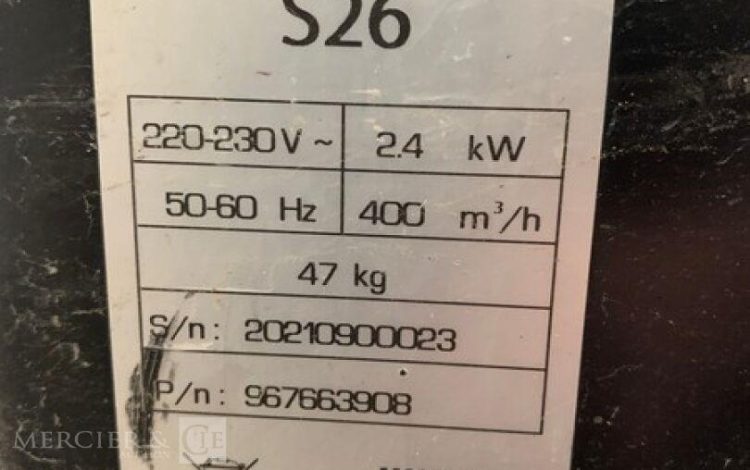 S26
220-230V ~ 2.4 kW
50-60 Hz 400 m³/h
47 kg
S/n: 20210900023
P/n: 967663908
MERCIER & CIE